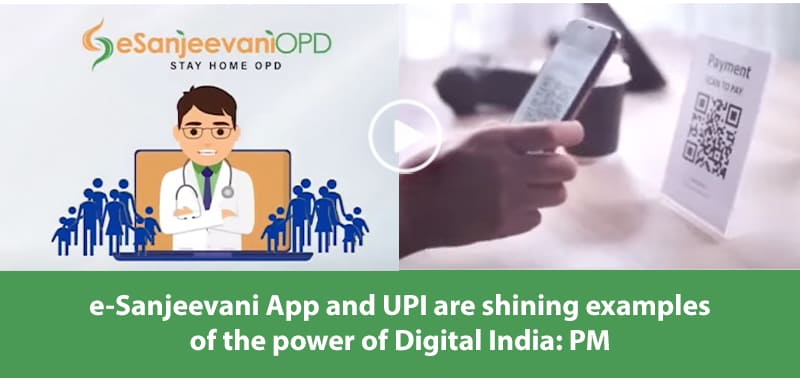 eSanjeevaniOPD
STAY HOME OPD
Payment
SCAN TO PAY
e-Sanjeevani App and UPI are shining examples
of the power of Digital India: PM